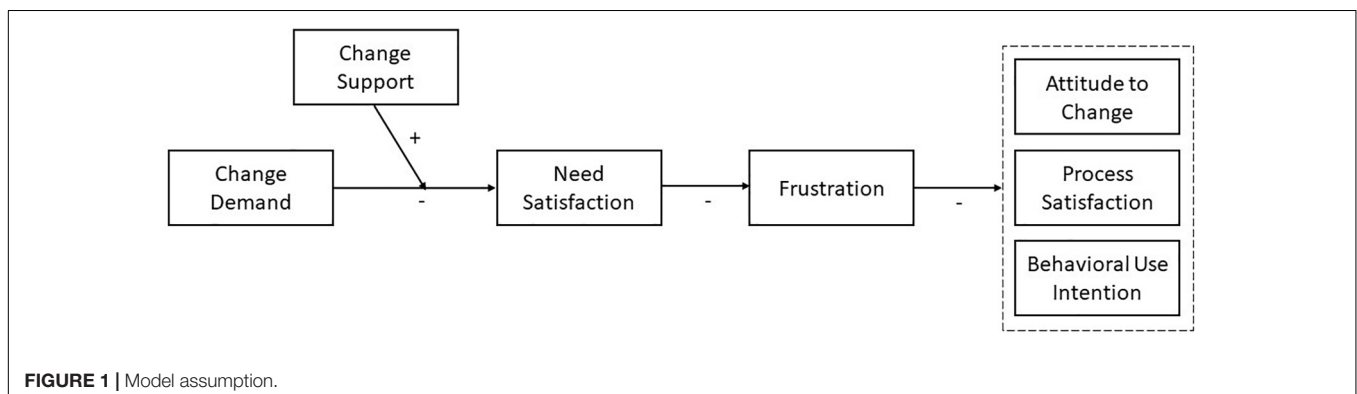 Change
Support
+
Change
Demand
-
Need
Satisfaction
-
Frustration
-
Attitude to
Change
Process
Satisfaction
Behavioral Use
Intention
FIGURE 1 | Model assumption.